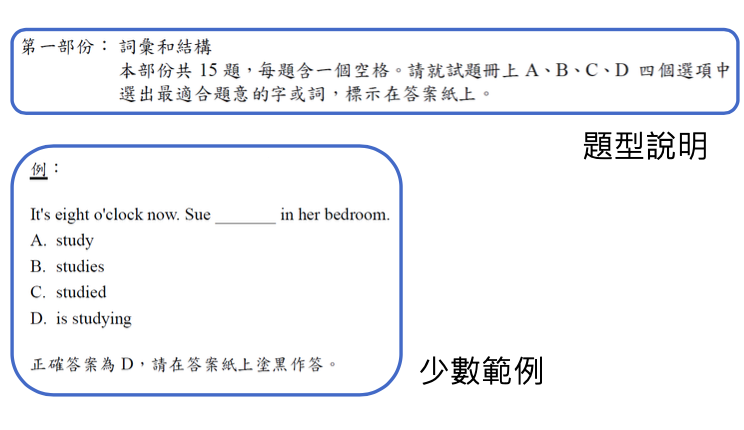 第一部份： 詞彙和結構
本部份共 15 題，每題含一個空格。請就試題冊上 A、B、C、D 四個選項中
選出最適合題意的字或詞，標示在答案紙上。
題型說明
例：
It's eight o'clock now. Sue _______ in her bedroom.
A. study
B. studies
C. studied
D. is studying
正確答案為 D，請在答案紙上塗黑作答。
少數範例